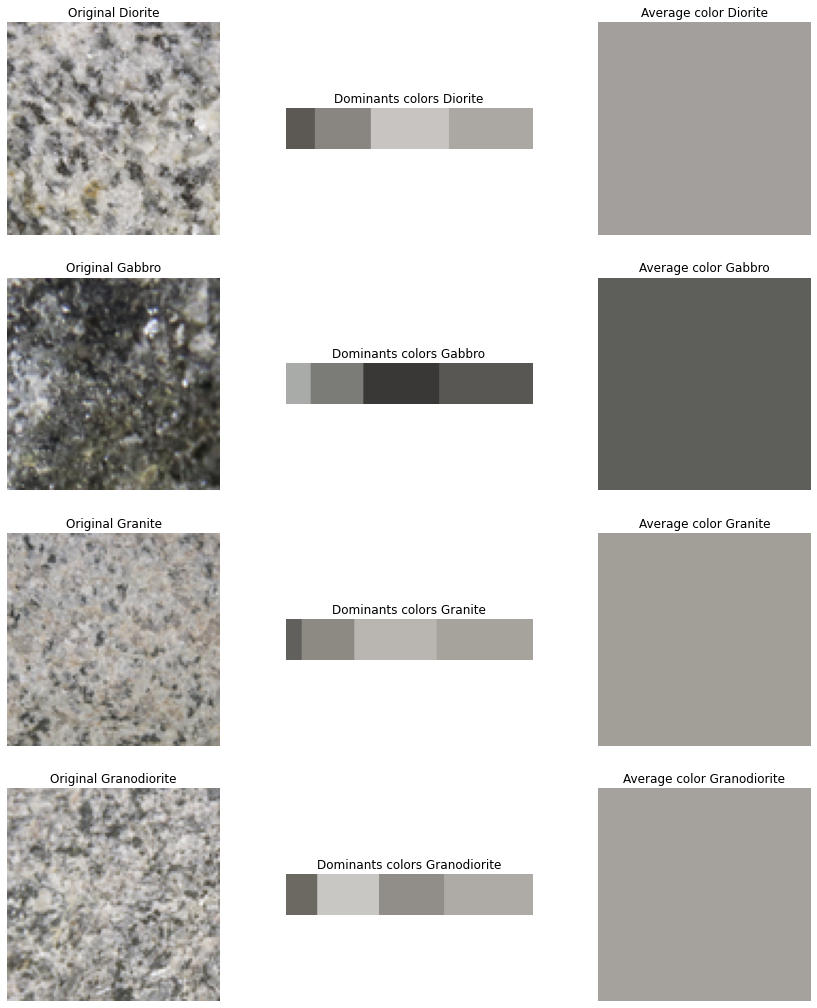 Original Diorite
Dominants colors Diorite
Average color Diorite
Original Gabbro
Dominants colors Gabbro
Average color Gabbro
Original Granite
Dominants colors Granite
Average color Granite
Original Granodiorite
Dominants colors Granodiorite
Average color Granodiorite